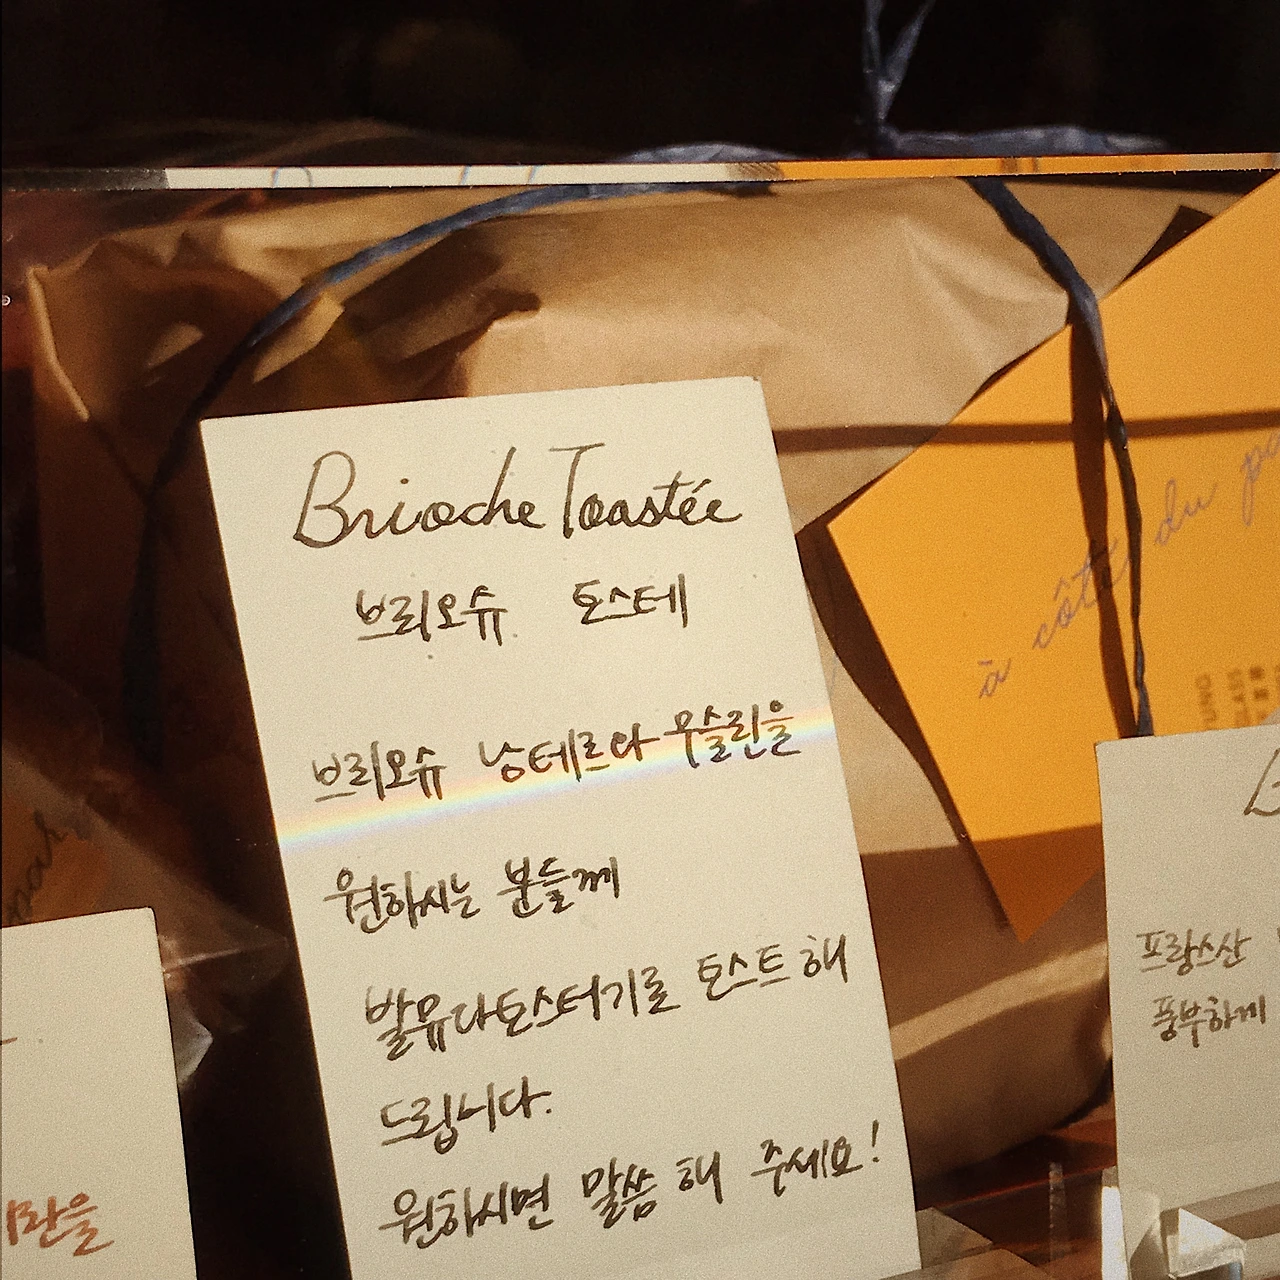 Brioche Toastée
브리오슈 토스테
브리오슈 낭테르와 무슬린을
원하시는 분들께
발뮤다토스터기로 토스트 해
드립니다.
원하시면 말씀 해 주세요!
à côté du pa
프랑스산
풍부하게